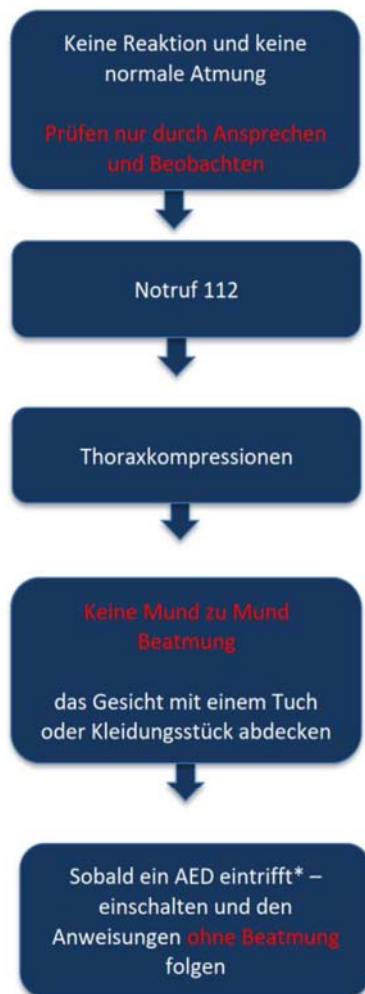 Keine Reaktion und keine
normale Atmung
Prüfen nur durch Ansprechen
und Beobachten
Notruf 112
Thoraxkompressionen
Keine Mund zu Mund
Beatmung
das Gesicht mit einem Tuch
oder Kleidungsstück abdecken
Sobald ein AED eintrifft* –
einschalten und den
Anweisungen ohne Beatmung
folgen